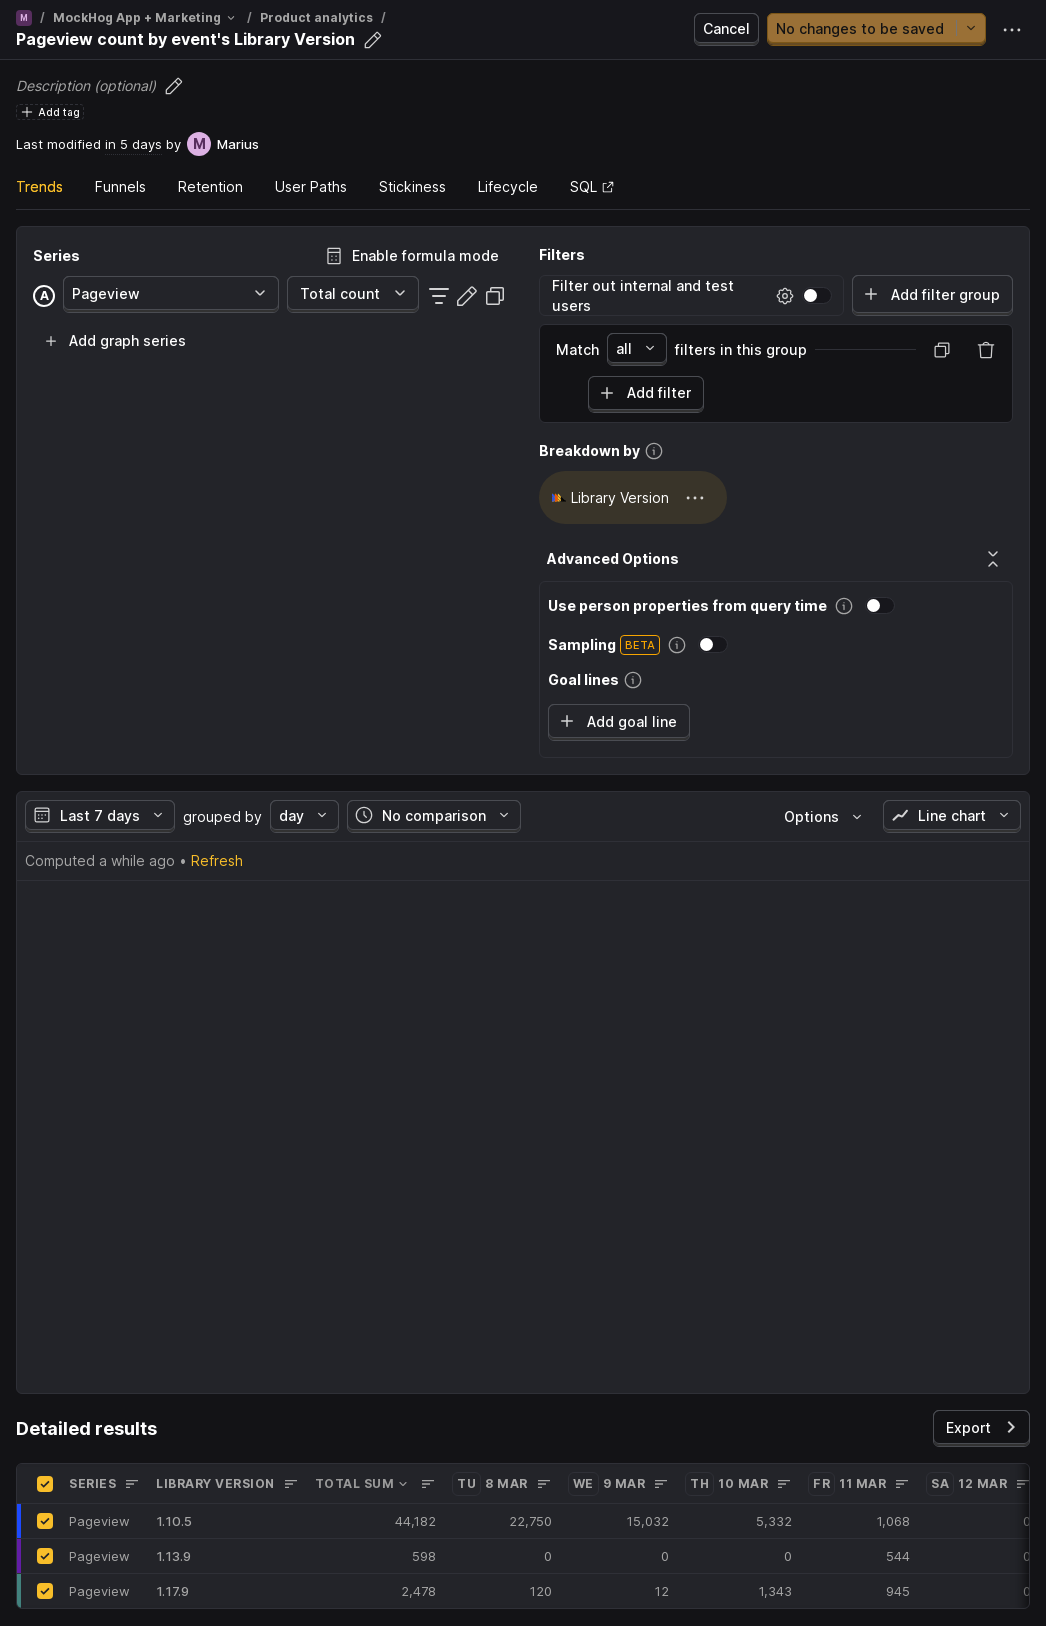 M / MockHog App + Marketing / Product analytics /
Pageview count by event's Library Version
Cancel
No changes to be saved
Description (optional)
Add tag
Last modified in 5 days by M Marius
Trends Funnels Retention User Paths Stickiness Lifecycle SQL
Series
Enable formula mode
A Pageview Total count
Add graph series
Filters
Filter out internal and test
users
Add filter group
Match all filters in this group
Add filter
Breakdown by
Library Version
Advanced Options
Use person properties from query time
Sampling BETA
Goal lines
Add goal line
Last 7 days grouped by day No comparison Options Line chart
Computed a while ago • Refresh
Detailed results
Export
SERIES LIBRARY VERSION TOTAL SUM TU 8 MAR WE 9 MAR TH 10 MAR FR 11 MAR SA 12 MAR
Pageview 1.10.5 44,182 22,750 15,032 5,332 1,068 0
Pageview 1.13.9 598 0 0 0 544 0
Pageview 1.17.9 2,478 120 12 1,343 945 0